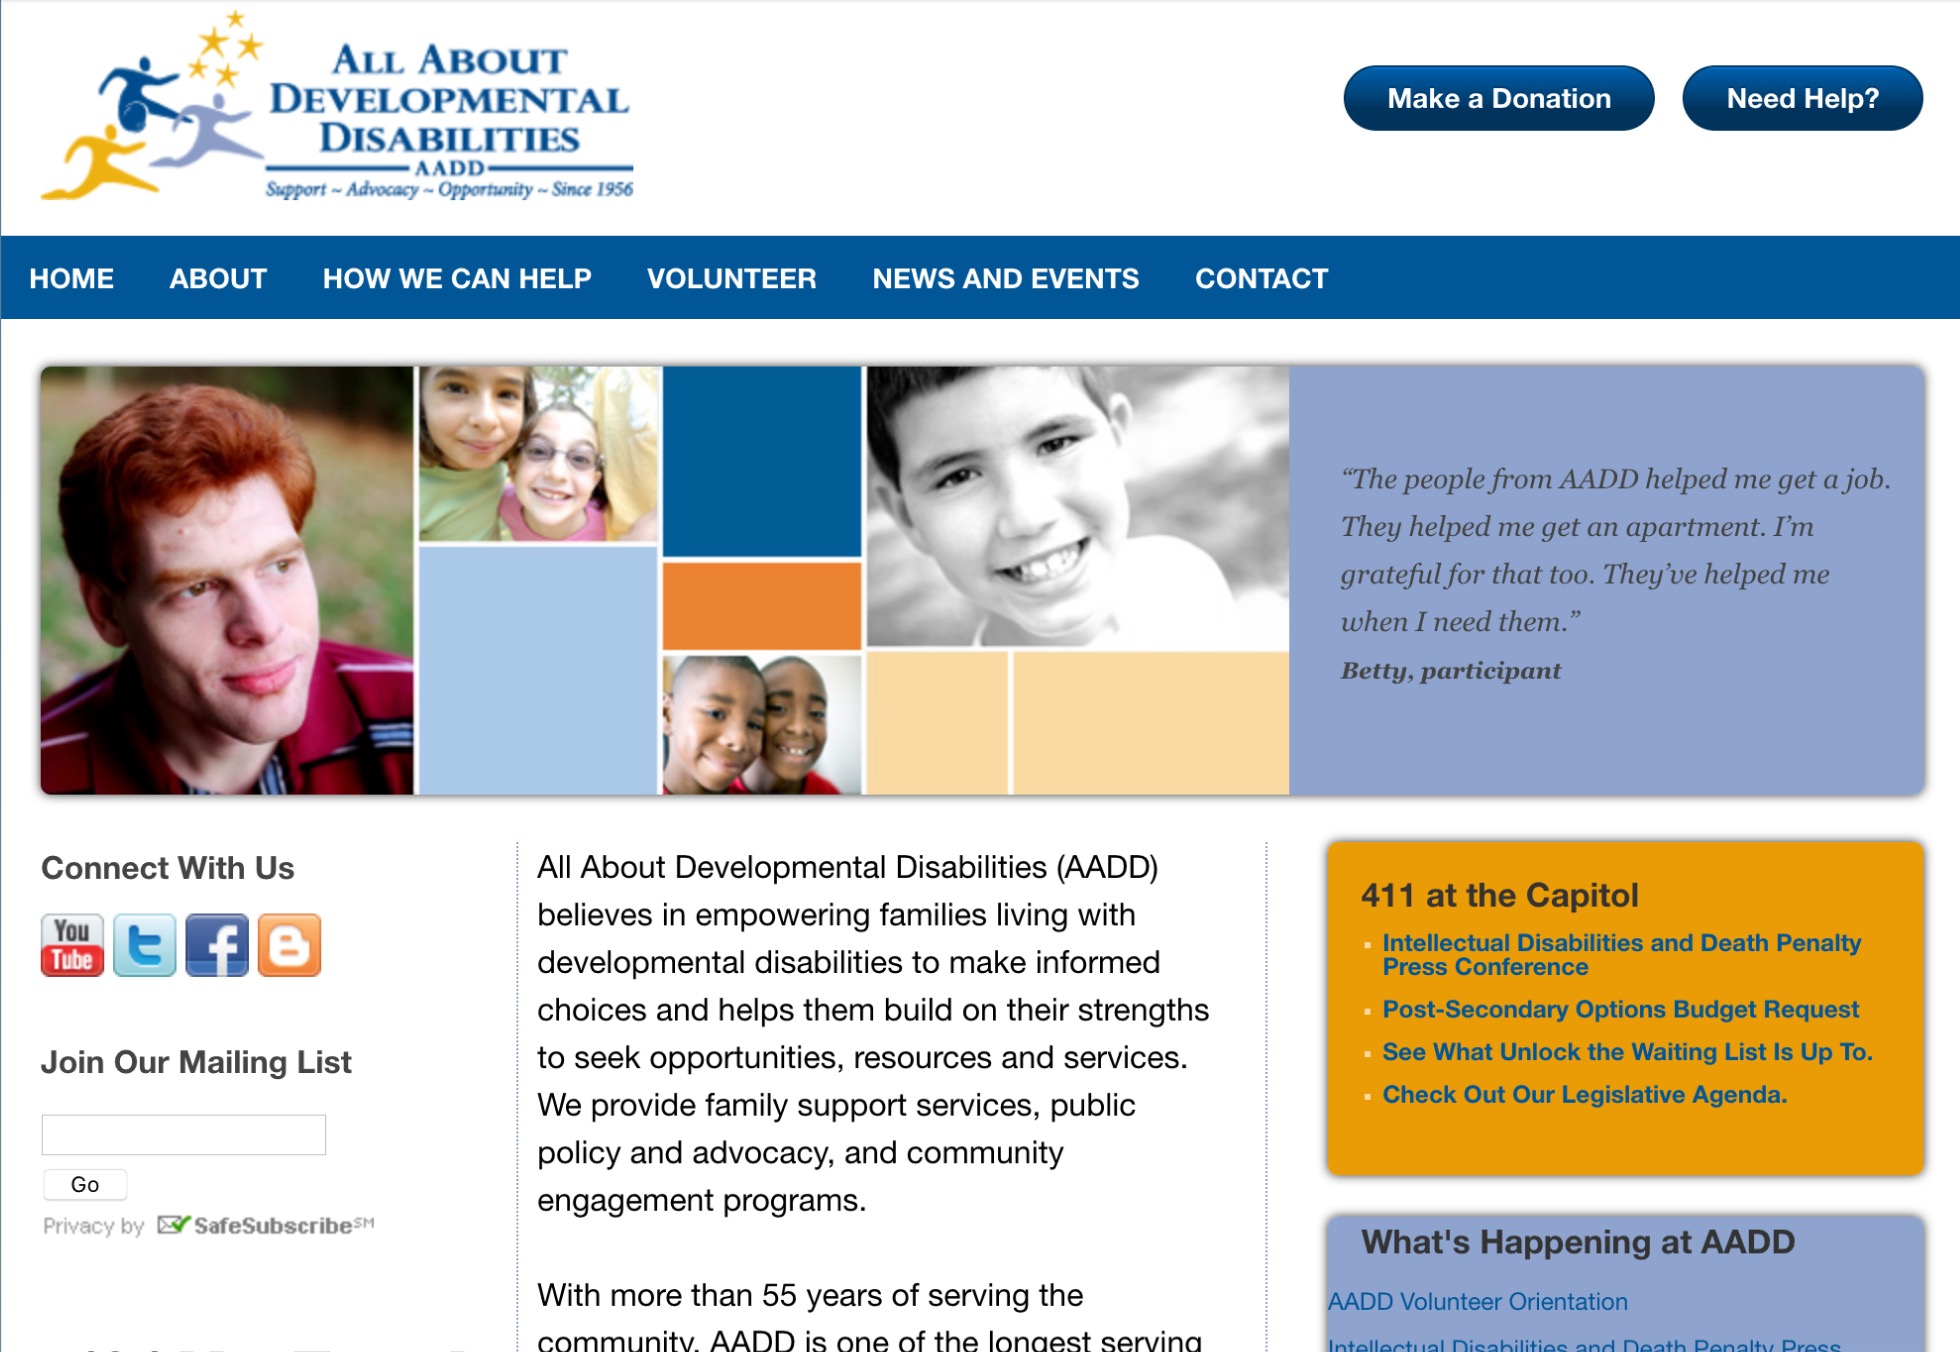 ALL ABOUT
DEVELOPMENTAL
DISABILITIES
AADD
Support ~ Advocacy ~ Opportunity ~ Since 1956
Make a Donation
Need Help?
HOME
ABOUT
HOW WE CAN HELP
VOLUNTEER
NEWS AND EVENTS
CONTACT
“The people from AADD helped me get a job.
They helped me get an apartment. I’m
grateful for that too. They’ve helped me
when I need them.”
Betty, participant
Connect With Us
You
Tube
Join Our Mailing List
Go
Privacy by SafeSubscribe℠
All About Developmental Disabilities (AADD)
believes in empowering families living with
developmental disabilities to make informed
choices and helps them build on their strengths
to seek opportunities, resources and services.
We provide family support services, public
policy and advocacy, and community
engagement programs.
With more than 55 years of serving the
community, AADD is one of the longest serving
411 at the Capitol
Intellectual Disabilities and Death Penalty
Press Conference
Post-Secondary Options Budget Request
See What Unlock the Waiting List Is Up To.
Check Out Our Legislative Agenda.
What's Happening at AADD
AADD Volunteer Orientation
Intellectual Disabilities and Death Penalty Press